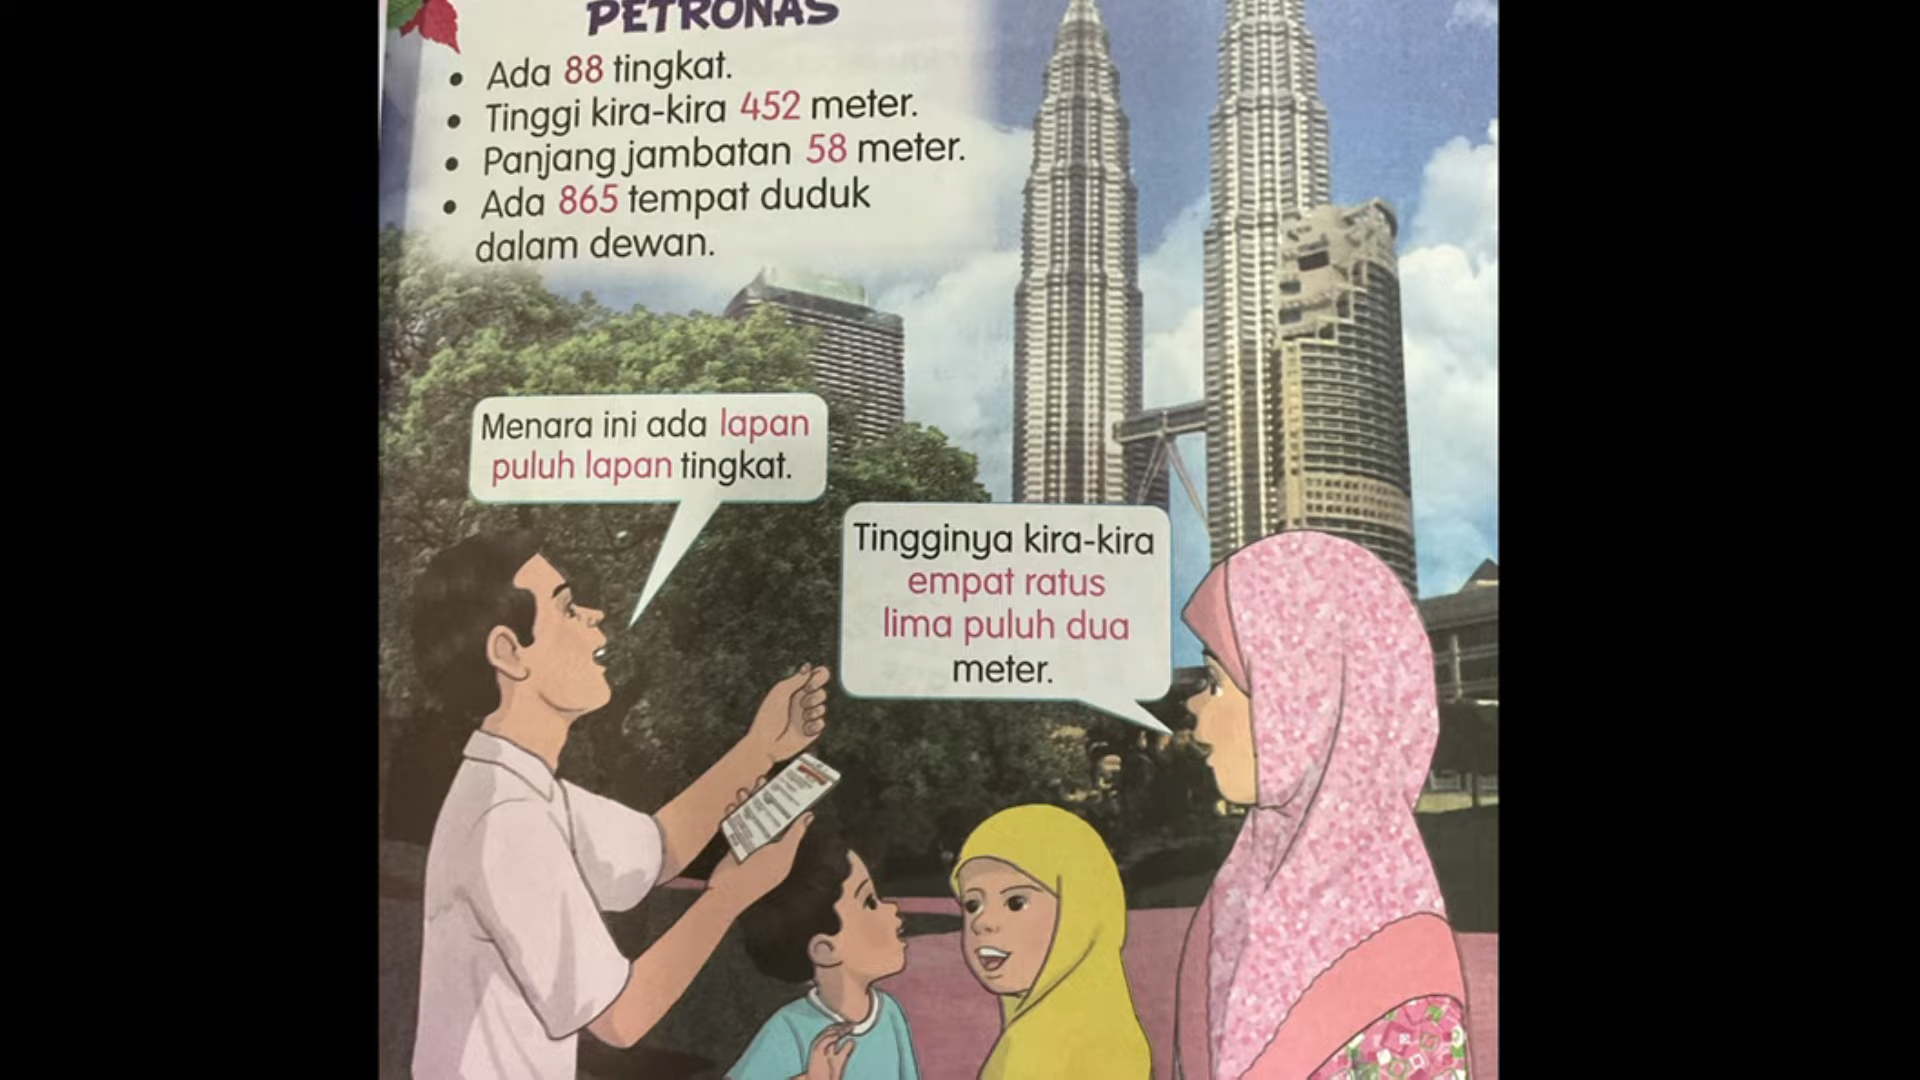 PETRONAS
• Ada 88 tingkat.
• Tinggi kira-kira 452 meter.
• Panjang jambatan 58 meter.
• Ada 865 tempat duduk
dalam dewan.
Menara ini ada lapan
puluh lapan tingkat.
Tingginya kira-kira
empat ratus
lima puluh dua
meter.